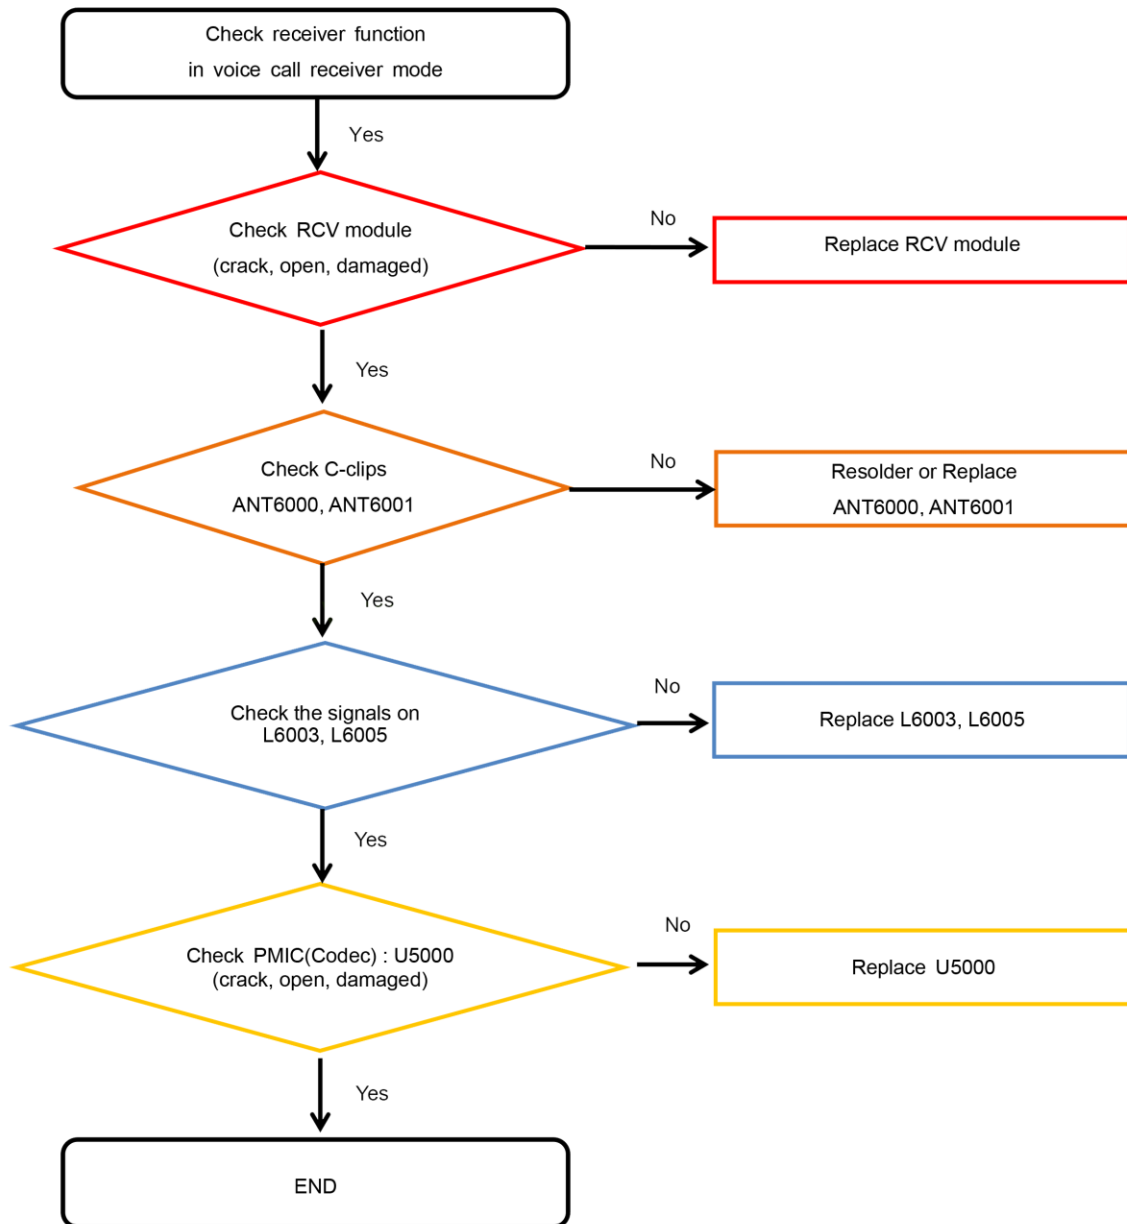 Check receiver function
in voice call receiver mode
Yes
Check RCV module
(crack, open, damaged)
No
Replace RCV module
Yes
Check C-clips
ANT6000, ANT6001
No
Resolder or Replace
ANT6000, ANT6001
Yes
Check the signals on
L6003, L6005
No
Replace L6003, L6005
Yes
Check PMIC(Codec) : U5000
(crack, open, damaged)
No
Replace U5000
Yes
END